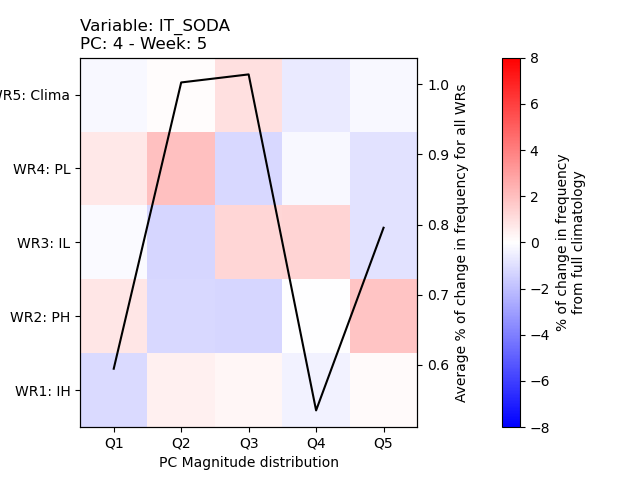 Variable: IT_SODA
PC: 4 - Week: 5
WR5: Clima
WR4: PL
WR3: IL
WR2: PH
WR1: IH
Q1 Q2 Q3 Q4 Q5
PC Magnitude distribution
1.0
0.9
0.8
0.7
0.6
Average % of change in frequency for all WRs
8
6
4
2
0
−2
−4
−6
−8
% of change in frequency
from full climatology